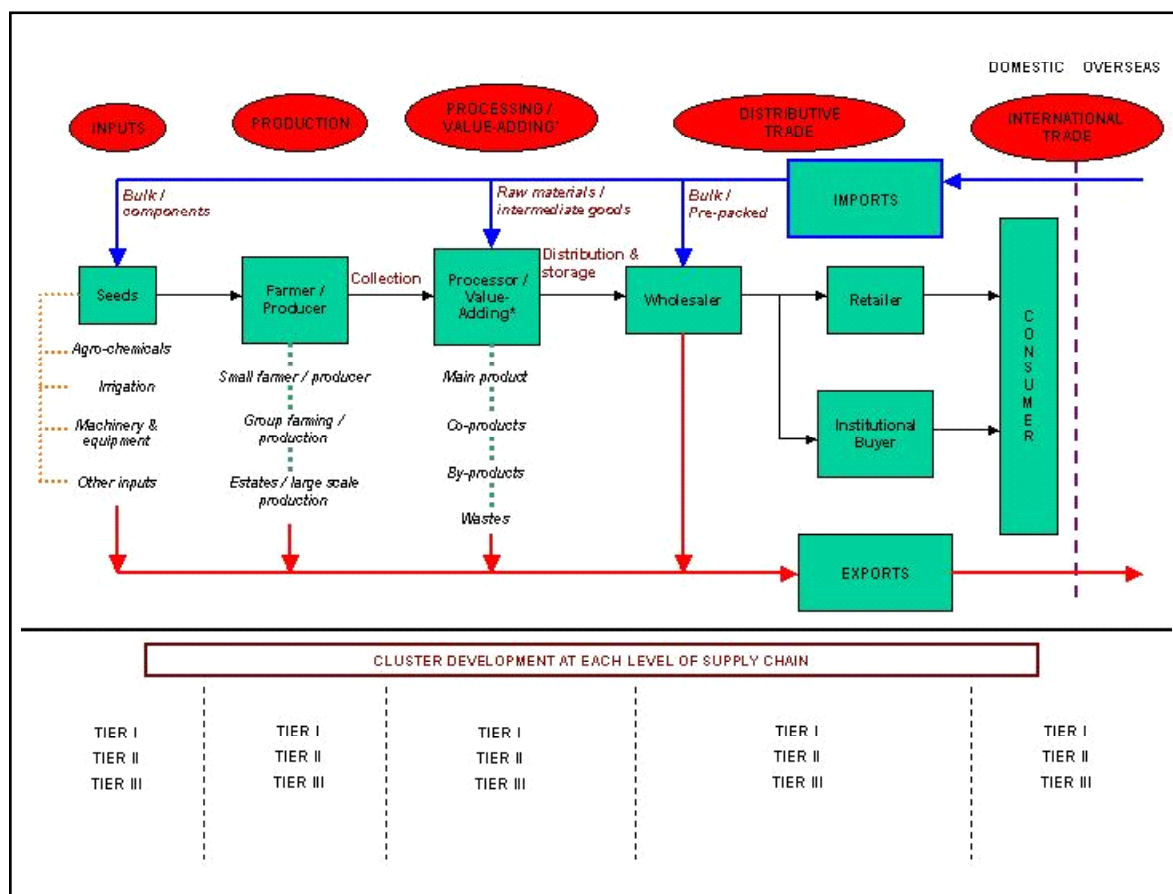 DOMESTIC OVERSEAS
INPUTS
PRODUCTION
PROCESSING /
VALUE-ADDING*
DISTRIBUTIVE
TRADE
INTERNATIONAL
TRADE
Bulk /
components
Raw materials /
intermediate goods
Bulk /
Pre-packed
IMPORTS
Seeds
Farmer /
Producer
Collection
Processor /
Value-
Adding*
Distribution &
storage
Wholesaler
Retailer
CONSUMER
Agro-chemicals
Irrigation
Machinery &
equipment
Other inputs
Small farmer / producer
Group farming /
production
Estates / large scale
production
Main product
Co-products
By-products
Wastes
Institutional
Buyer
EXPORTS
CLUSTER DEVELOPMENT AT EACH LEVEL OF SUPPLY CHAIN
TIER I
TIER II
TIER III
TIER I
TIER II
TIER III
TIER I
TIER II
TIER III
TIER I
TIER II
TIER III
TIER I
TIER II
TIER III